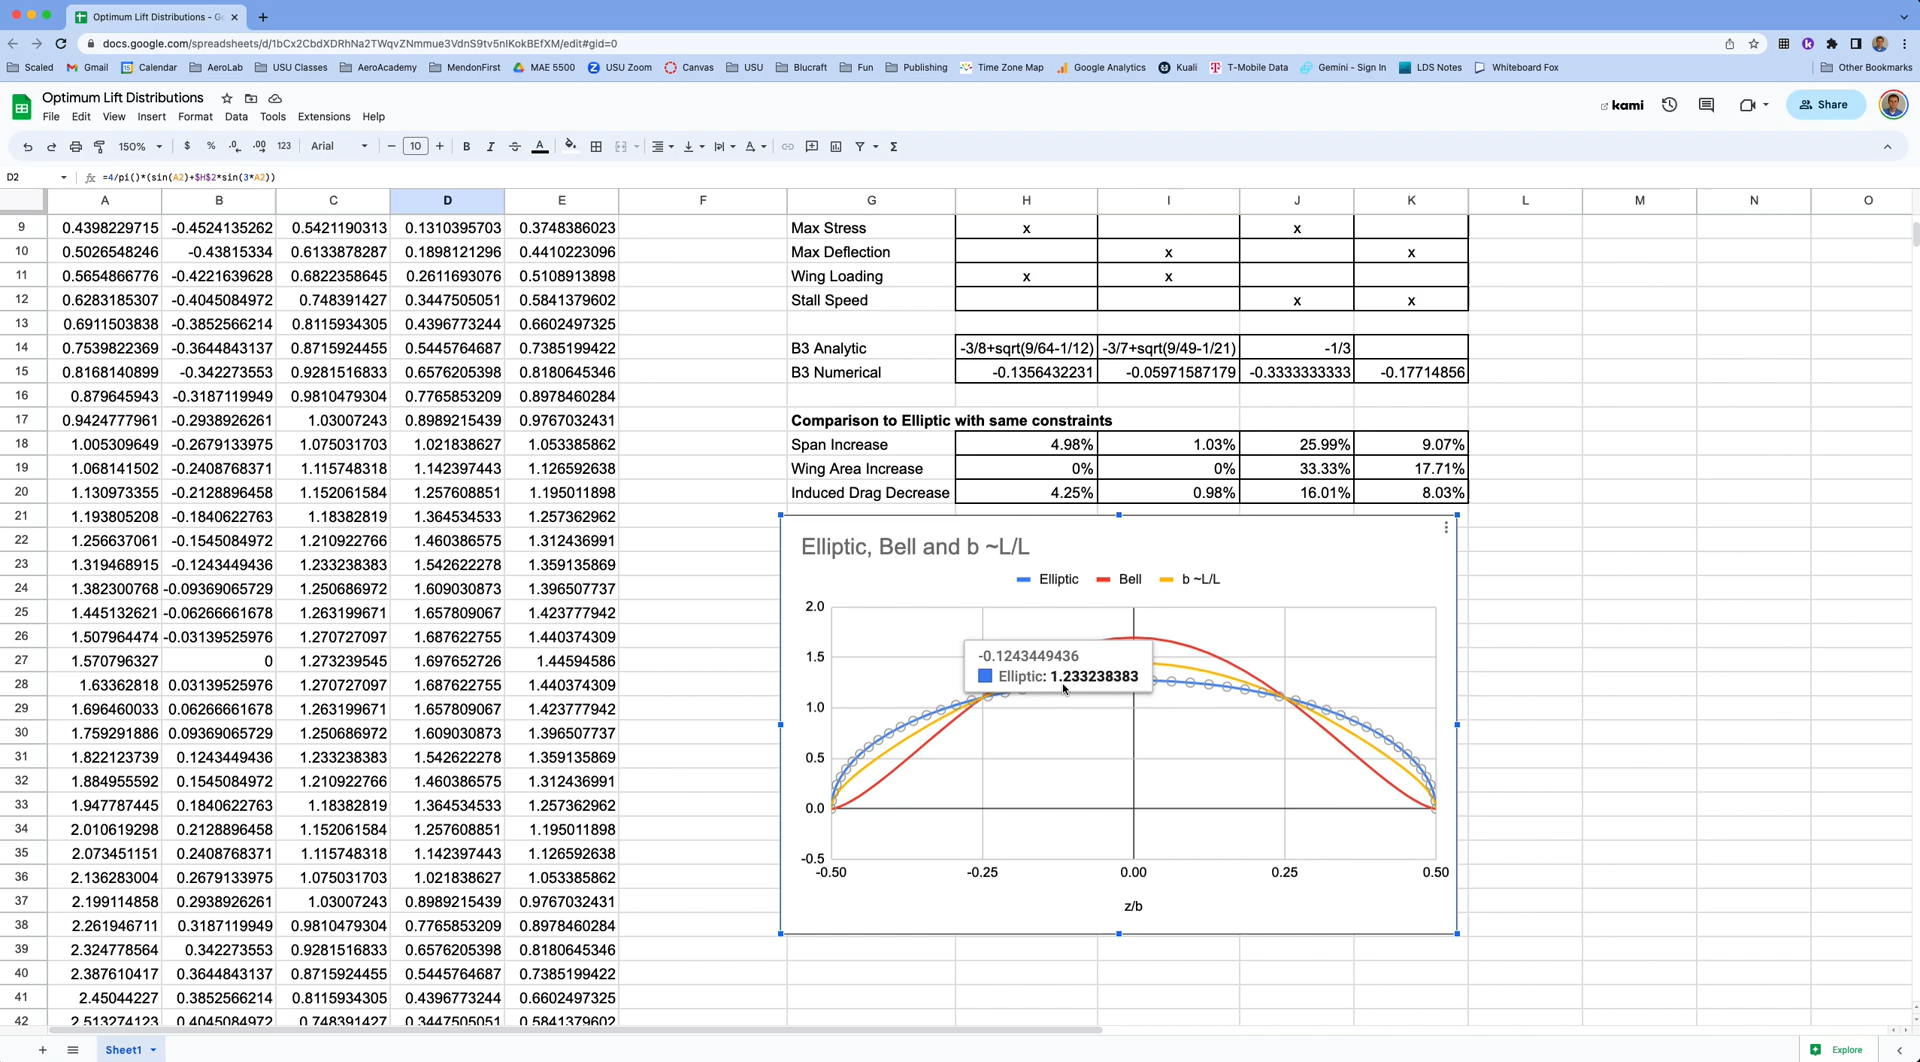 Optimum Lift Distributions - G
docs.google.com/spreadsheets/d/1bCx2CbdXDRhNa2TWqvZNmmue3VdnS9tv5nIKokBEfXM/edit#gid=0
Scaled Gmail Calendar AeroLab USU Classes AeroAcademy MendonFirst MAE 5500 USU Zoom Canvas USU Blucraft Fun Publishing Time Zone Map Google Analytics Kuali T-Mobile Data Gemini - Sign In LDS Notes Whiteboard Fox Other Bookmarks
Optimum Lift Distributions
kami Share
File Edit View Insert Format Data Tools Extensions Help
150% $ % .0 .00 123 Arial 10 B I S A
D2 fx =4/pi()*(sin(A2)+$H$2*sin(3*A2))
A B C D E F G H I J K L M N O
9 0.4398229715 -0.4524135262 0.5421190313 0.1310395703 0.3748386023 Max Stress x x
10 0.5026548246 -0.43815334 0.6133878287 0.1898121296 0.4410223096 Max Deflection x x
11 0.5654866776 -0.4221639628 0.6822358645 0.2611693076 0.5108913898 Wing Loading x x
12 0.6283185307 -0.4045084972 0.748391427 0.3447505051 0.5841379602 Stall Speed x x
13 0.6911503838 -0.3852566214 0.8115934305 0.4396773244 0.6602497325
14 0.7539822369 -0.3644843137 0.8715924455 0.5445764687 0.7385199422 B3 Analytic -3/8+sqrt(9/64-1/12) -3/7+sqrt(9/49-1/21) -1/3
15 0.8168140899 -0.342273553 0.9281516833 0.6576205398 0.8180645346 B3 Numerical -0.1356432231 -0.05971587179 -0.3333333333 -0.17714856
16 0.879645943 -0.3187119949 0.9810479304 0.7765853209 0.8978460284
17 0.9424777961 -0.2938926261 1.03007243 0.8989215439 0.9767032431 Comparison to Elliptic with same constraints
18 1.005309649 -0.2679133975 1.075031703 1.021838627 1.053385862 Span Increase 4.98% 1.03% 25.99% 9.07%
19 1.068141502 -0.2408768371 1.115748318 1.142397443 1.126592638 Wing Area Increase 0% 0% 33.33% 17.71%
20 1.130973355 -0.2128896458 1.152061584 1.257608851 1.195011898 Induced Drag Decrease 4.25% 0.98% 16.01% 8.03%
21 1.193805208 -0.1840622763 1.18382819 1.364534533 1.257362962
22 1.256637061 -0.1545084972 1.210922766 1.460386575 1.312436991
23 1.319468915 -0.1243449436 1.233238383 1.542622278 1.359135869
24 1.382300768 -0.09369065729 1.250686972 1.609030873 1.396507737
25 1.445132621 -0.06266661678 1.263199671 1.657809067 1.423777942
26 1.507964474 -0.03139525976 1.270727097 1.687622755 1.440374309
27 1.570796327 0 1.273239545 1.697652726 1.44594586
28 1.63362818 0.03139525976 1.270727097 1.687622755 1.440374309
29 1.696460033 0.06266661678 1.263199671 1.657809067 1.423777942
30 1.759291886 0.09369065729 1.250686972 1.609030873 1.396507737
31 1.822123739 0.1243449436 1.233238383 1.542622278 1.359135869
32 1.884955592 0.1545084972 1.210922766 1.460386575 1.312436991
33 1.947787445 0.1840622763 1.18382819 1.364534533 1.257362962
34 2.010619298 0.2128896458 1.152061584 1.257608851 1.195011898
35 2.073451151 0.2408768371 1.115748318 1.142397443 1.126592638
36 2.136283004 0.2679133975 1.075031703 1.021838627 1.053385862
37 2.199114858 0.2938926261 1.03007243 0.8989215439 0.9767032431
38 2.261946711 0.3187119949 0.9810479304 0.7765853209 0.8978460284
39 2.324778564 0.342273553 0.9281516833 0.6576205398 0.8180645346
40 2.387610417 0.3644843137 0.8715924455 0.5445764687 0.7385199422
41 2.45044227 0.3852566214 0.8115934305 0.4396773244 0.6602497325
42 2.513274123 0.4045084972 0.748391427 0.3447505051 0.5841379602
Elliptic, Bell and b ~L/L
Elliptic Bell b ~L/L
2.0
-0.1243449436
1.5
Elliptic: 1.233238383
1.0
0.5
0.0
-0.5
-0.50 -0.25 0.00 0.25 0.50
z/b
Sheet1 Explore